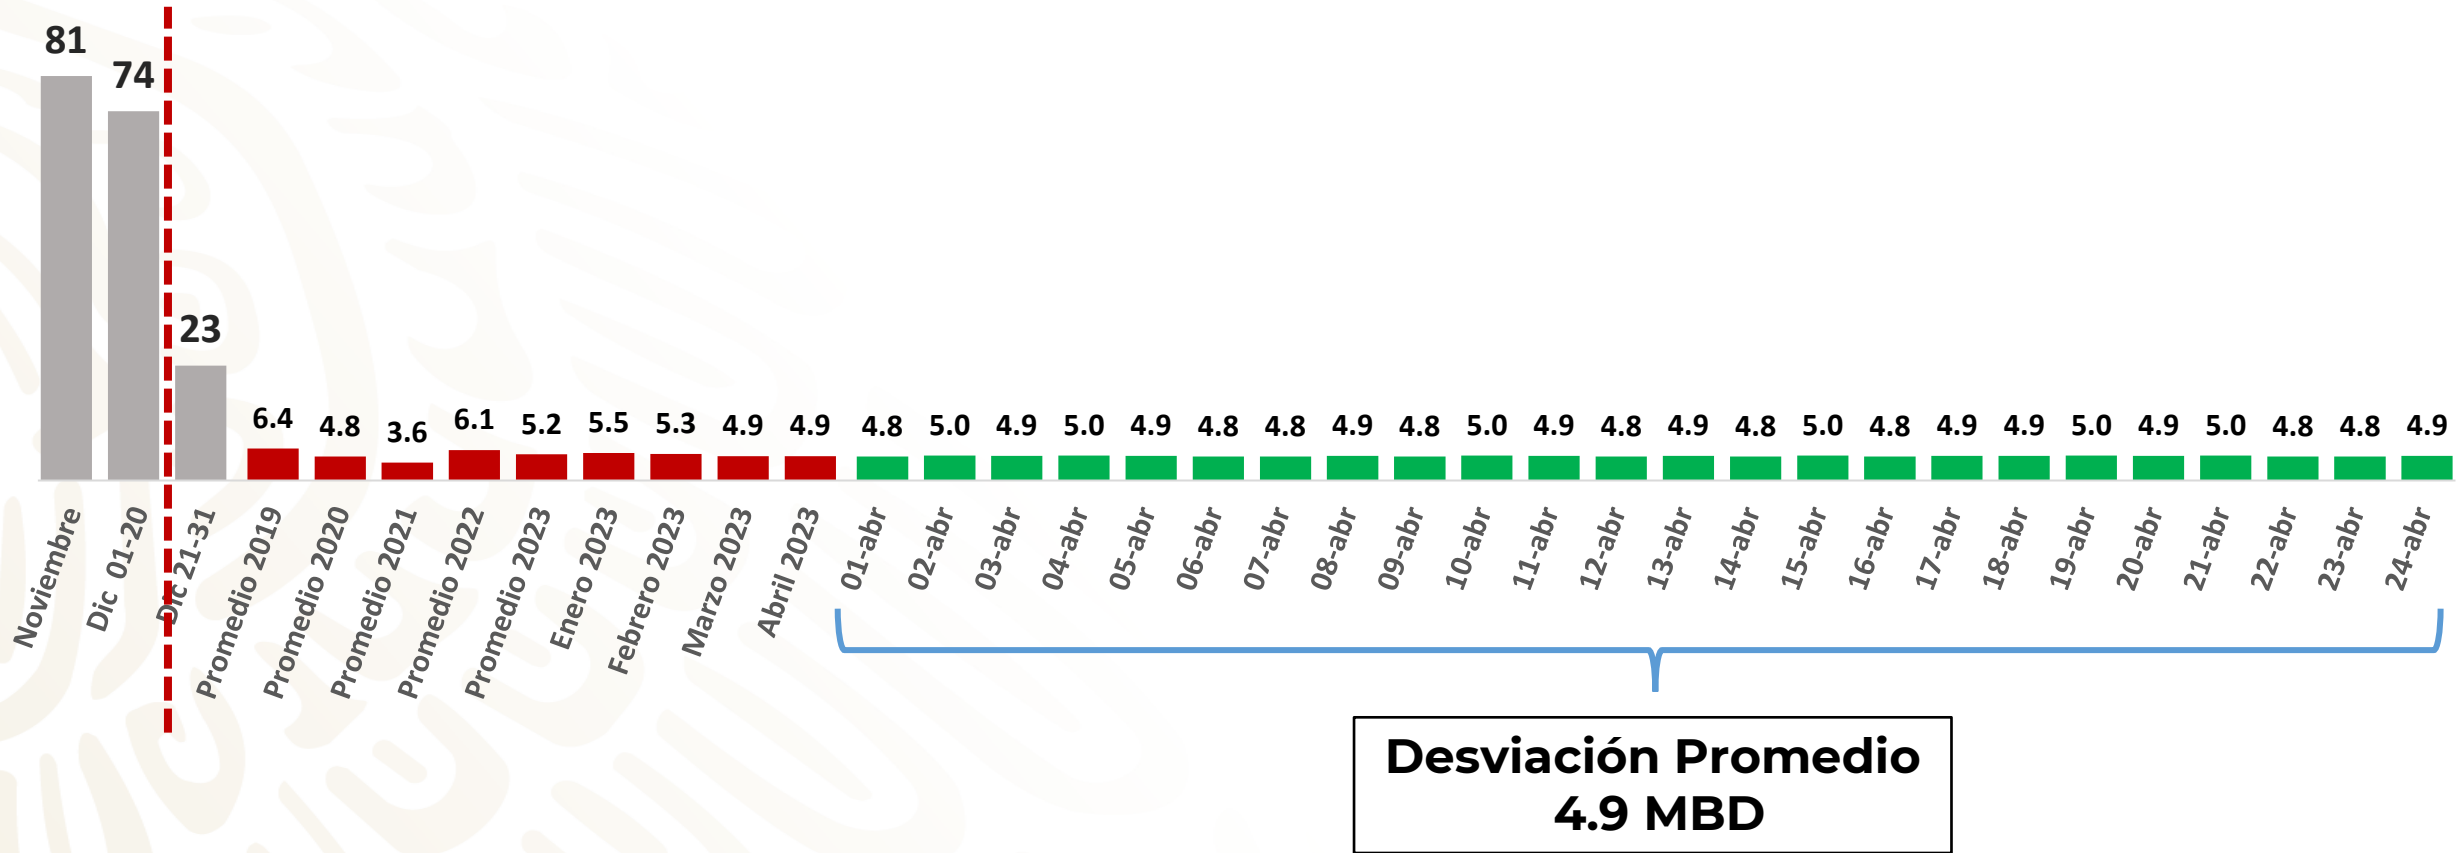 81
74
23
6.4
4.8
3.6
6.1
5.2
5.5
5.3
4.9
4.9
4.8
5.0
4.9
5.0
4.9
4.8
4.8
4.9
4.8
5.0
4.9
4.8
4.9
4.8
5.0
4.8
4.9
4.9
5.0
4.9
5.0
4.8
4.8
4.9
Noviembre
Dic 01-20
Dic 21-31
Promedio 2019
Promedio 2020
Promedio 2021
Promedio 2022
Promedio 2023
Enero 2023
Febrero 2023
Marzo 2023
Abril 2023
01-abr
02-abr
03-abr
04-abr
05-abr
06-abr
07-abr
08-abr
09-abr
10-abr
11-abr
12-abr
13-abr
14-abr
15-abr
16-abr
17-abr
18-abr
19-abr
20-abr
21-abr
22-abr
23-abr
24-abr
Desviación Promedio
4.9 MBD